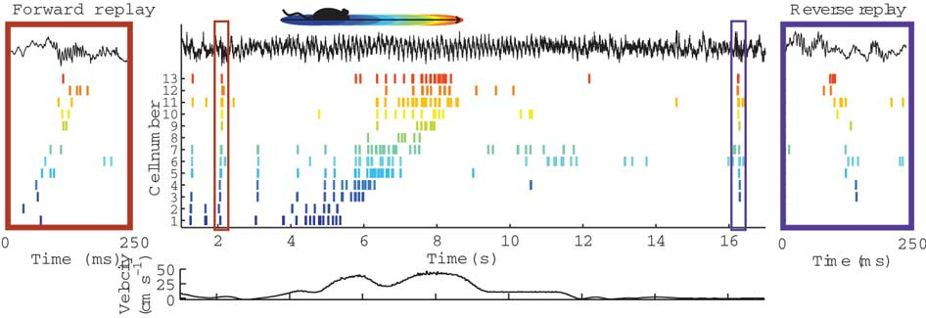 Forward replay
Reverse replay
Cell number
13
12
11
10
9
8
7
6
5
4
3
2
1
0 250
Time (ms)
2 4 6 8 10 12 14 16
Time (s)
0 250
Time (ms)
Velocity
(cm s⁻¹)
50
25
0